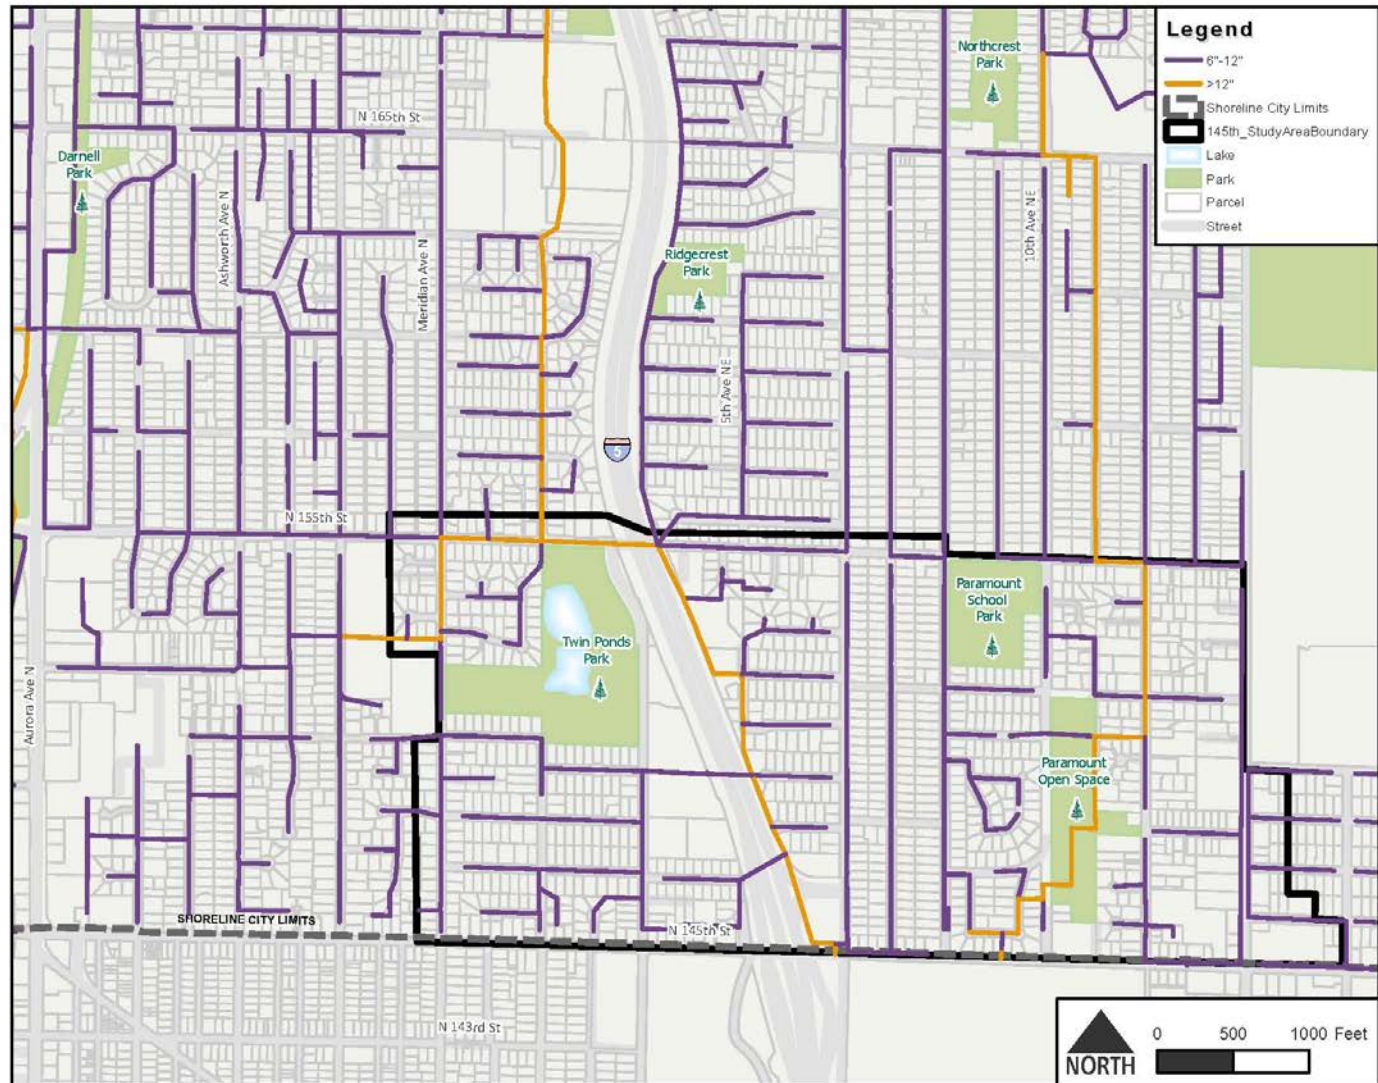 Legend
6"-12"
>12"
Shoreline City Limits
145th_StudyAreaBoundary
Lake
Park
Parcel
Street
Northcrest
Park
N 165th St
Darnell
Park
Ashworth Ave N
Meridian Ave N
10th Ave NE
Ridgecrest
Park
5th Ave NE
5
N 155th St
Paramount
School
Park
Twin Ponds
Park
Aurora Ave N
Paramount
Open Space
SHORELINE CITY LIMITS
N 145th St
N 143rd St
NORTH
0 500 1000 Feet